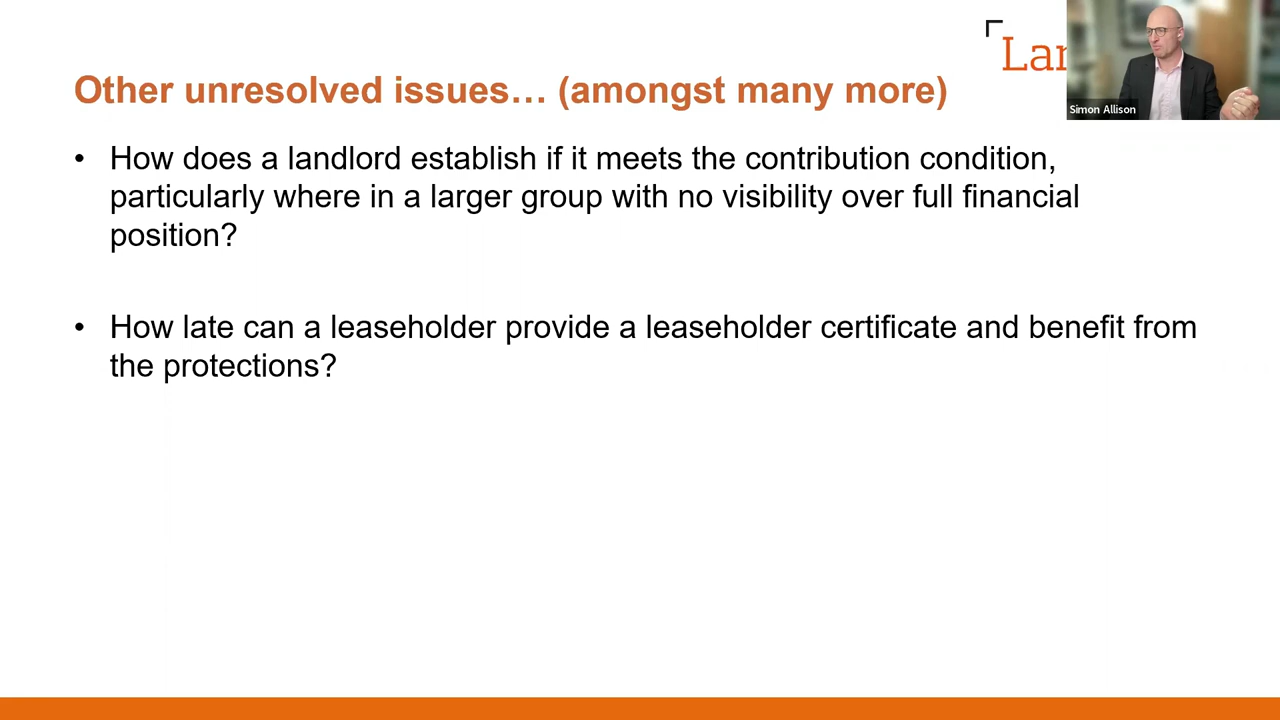 Other unresolved issues… (amongst many more)
Simon Allison
• How does a landlord establish if it meets the contribution condition,
particularly where in a larger group with no visibility over full financial
position?
• How late can a leaseholder provide a leaseholder certificate and benefit from
the protections?